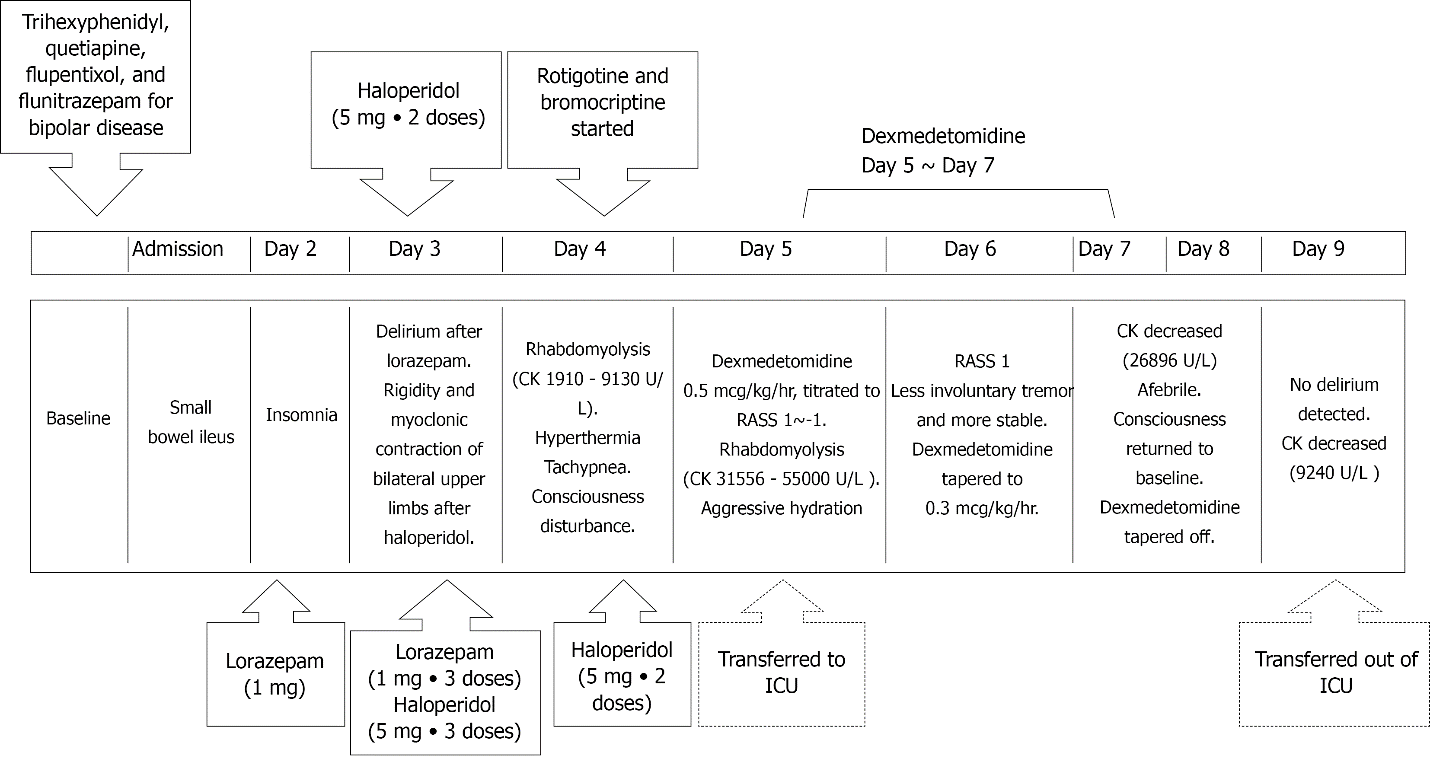 Trihexyphenidyl,
quetiapine,
flupentixol, and
flunitrazepam for
bipolar disease
Haloperidol
(5 mg • 2 doses)
Rotigotine and
bromocriptine
started
Dexmedetomidine
Day 5 ~ Day 7
Admission
Day 2
Day 3
Day 4
Day 5
Day 6
Day 7
Day 8
Day 9
Baseline
Small
bowel ileus
Insomnia
Delirium after
lorazepam.
Rigidity and
myoclonic
contraction of
bilateral upper
limbs after
haloperidol.
Rhabdomyolysis
(CK 1910 - 9130 U/
L).
Hyperthermia
Tachypnea.
Consciousness
disturbance.
Dexmedetomidine
0.5 mcg/kg/hr, titrated to
RASS 1~-1.
Rhabdomyolysis
(CK 31556 - 55000 U/L ).
Aggressive hydration
RASS 1
Less involuntary tremor
and more stable.
Dexmedetomidine
tapered to
0.3 mcg/kg/hr.
CK decreased
(26896 U/L)
Afebrile.
Consciousness
returned to
baseline.
Dexmedetomidine
tapered off.
No delirium
detected.
CK decreased
(9240 U/L )
Lorazepam
(1 mg)
Lorazepam
(1 mg • 3 doses)
Haloperidol
(5 mg • 3 doses)
Haloperidol
(5 mg • 2
doses)
Transferred to
ICU
Transferred out of
ICU